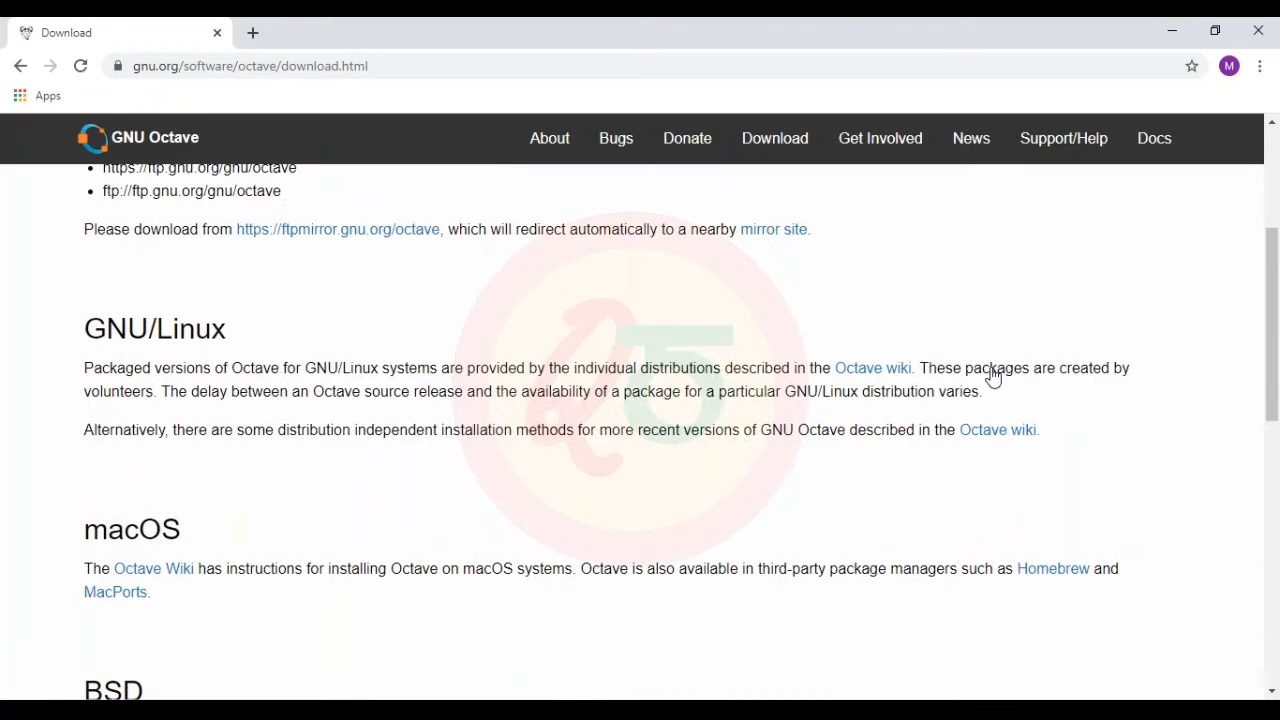 Download
gnu.org/software/octave/download.html
M
Apps
GNU Octave About Bugs Donate Download Get Involved News Support/Help Docs
• https://ftp.gnu.org/gnu/octave
• ftp://ftp.gnu.org/gnu/octave
Please download from https://ftpmirror.gnu.org/octave, which will redirect automatically to a nearby mirror site.
GNU/Linux
Packaged versions of Octave for GNU/Linux systems are provided by the individual distributions described in the Octave wiki. These packages are created by
volunteers. The delay between an Octave source release and the availability of a package for a particular GNU/Linux distribution varies.
Alternatively, there are some distribution independent installation methods for more recent versions of GNU Octave described in the Octave wiki.
macOS
The Octave Wiki has instructions for installing Octave on macOS systems. Octave is also available in third-party package managers such as Homebrew and
MacPorts.
BSD